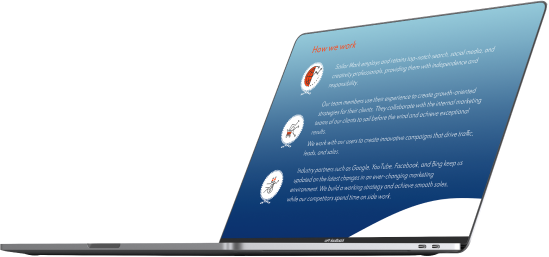 How we work
Sailor Mook employs and retains top-notch search, social media, and
creativity professionals, providing them with independence and
responsibility.
Our team members use their experience to create growth-oriented
strategies for their clients. They collaborate with the internal marketing
teams of our clients to sail before the wind and achieve exceptional
results.
We work with our users to create innovative campaigns that drive traffic,
leads, and sales.
Industry partners such as Google, YouTube, Facebook, and Bing keep us
updated on the latest changes in an ever-changing marketing
environment. We build a working strategy and achieve smooth sales,
while our competitors spend time on side work.